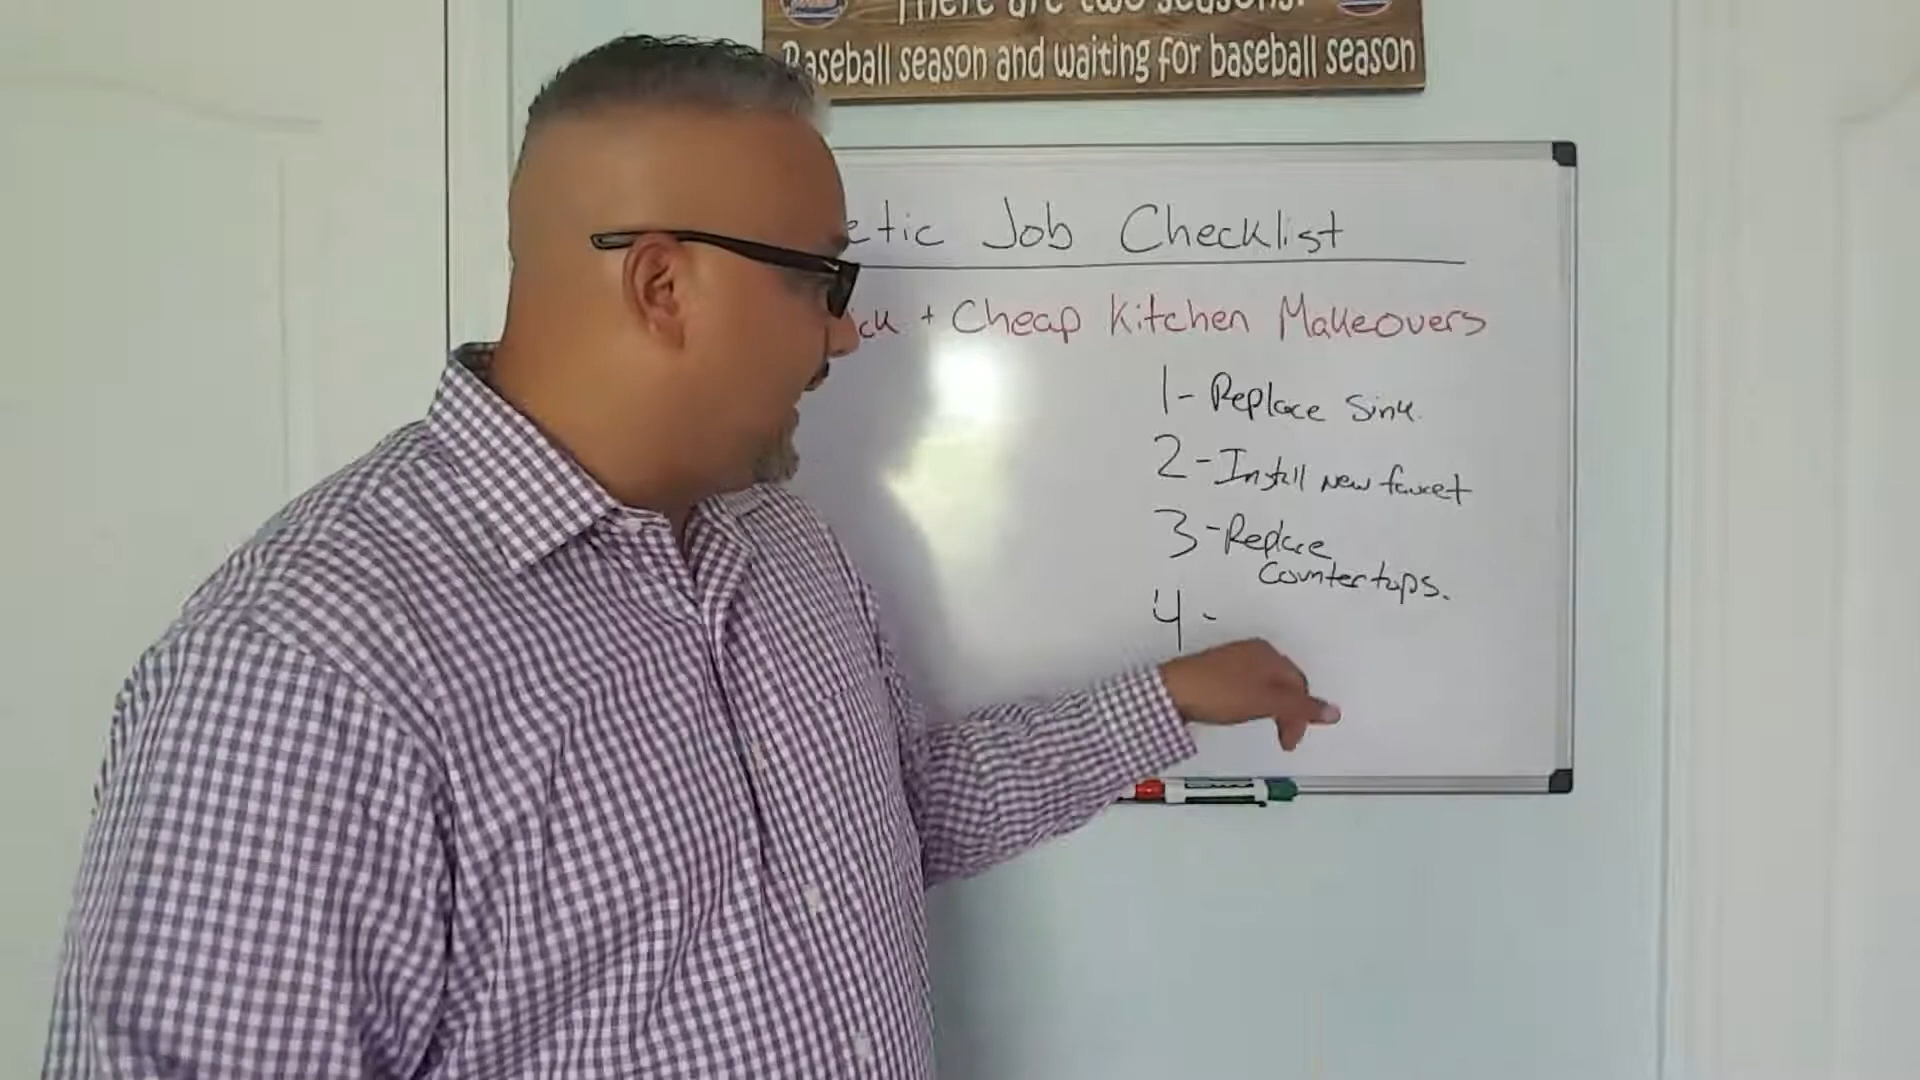 There are two seasons:
Baseball season and waiting for baseball season
etic Job Checklist
ick + Cheap Kitchen Makeovers
1- Replace Sink.
2- Install new faucet
3- Replace
Countertops.
4-